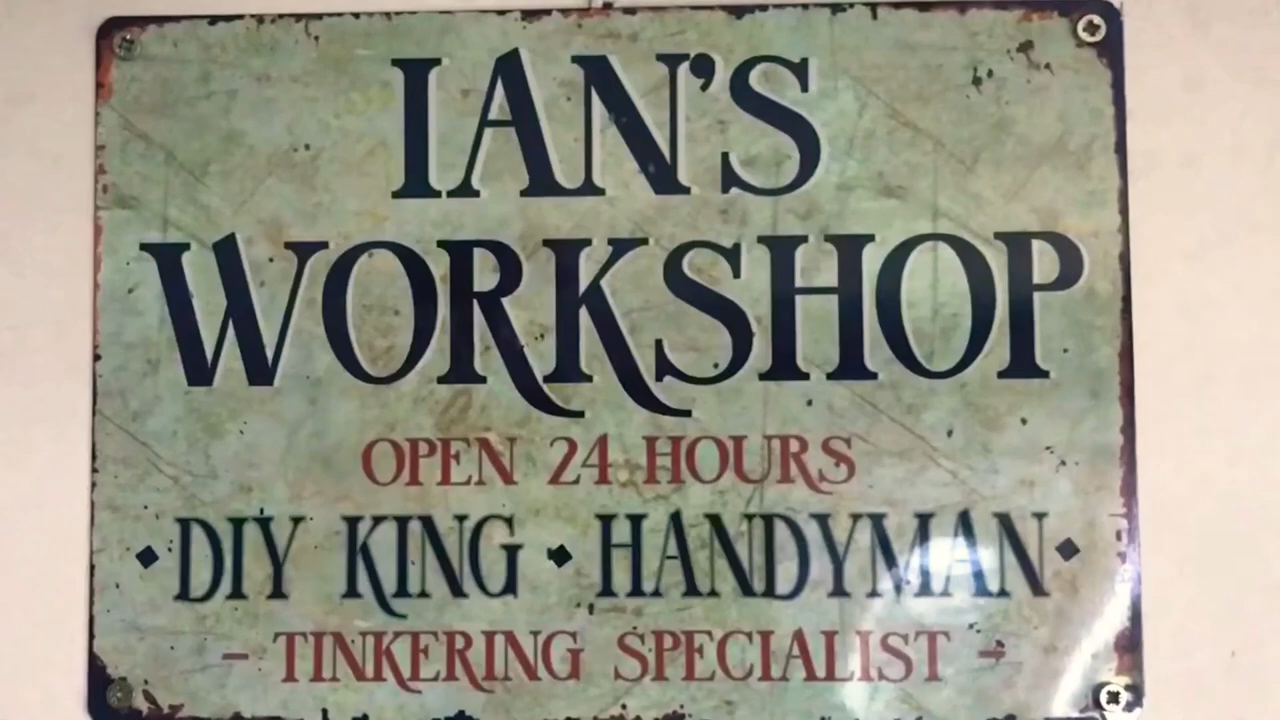 IAN'S
WORKSHOP
OPEN 24 HOURS
◆ DIY KING ◆ HANDYMAN ◆
- TINKERING SPECIALIST -